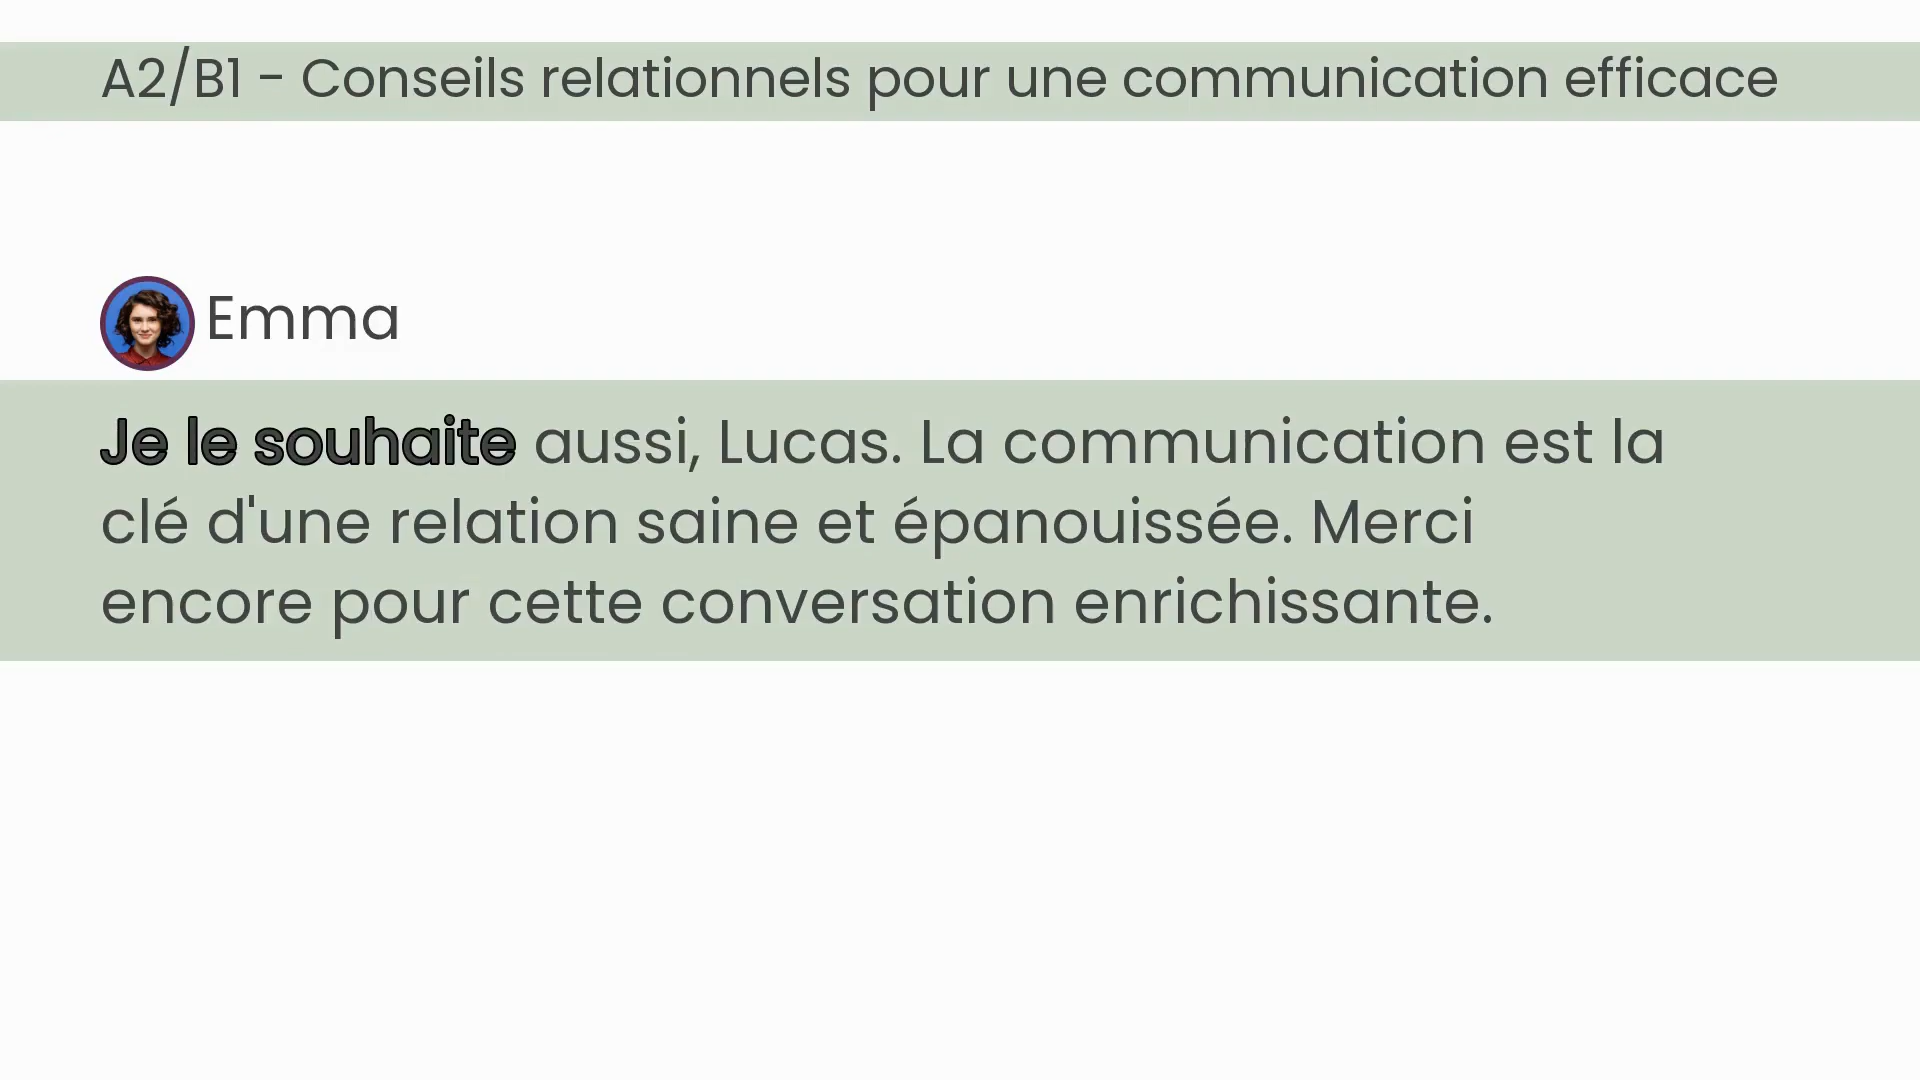 A2/B1 - Conseils relationnels pour une communication efficace
Emma
Je le souhaite aussi, Lucas. La communication est la
clé d'une relation saine et épanouissée. Merci
encore pour cette conversation enrichissante.